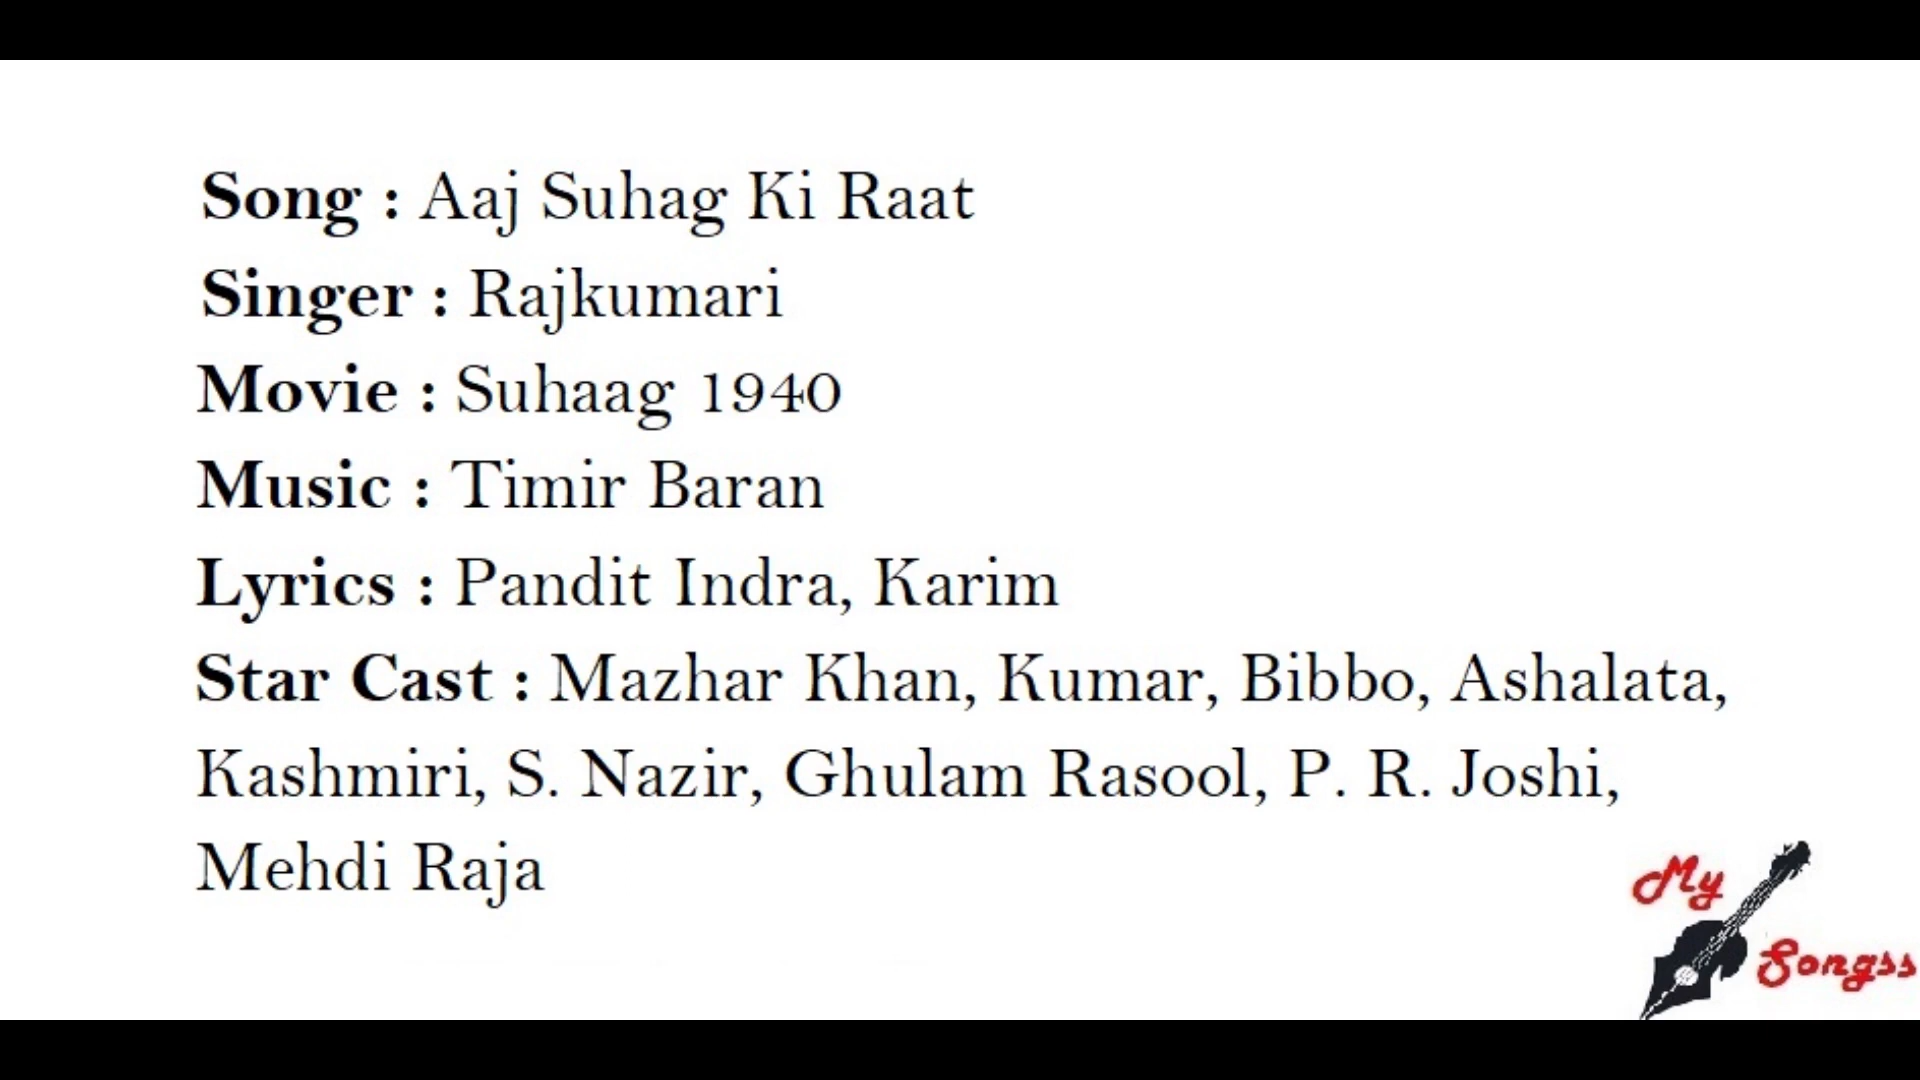 Song : Aaj Suhag Ki Raat
Singer : Rajkumari
Movie : Suhaag 1940
Music : Timir Baran
Lyrics : Pandit Indra, Karim
Star Cast : Mazhar Khan, Kumar, Bibbo, Ashalata,
Kashmiri, S. Nazir, Ghulam Rasool, P. R. Joshi,
Mehdi Raja
My
Songss